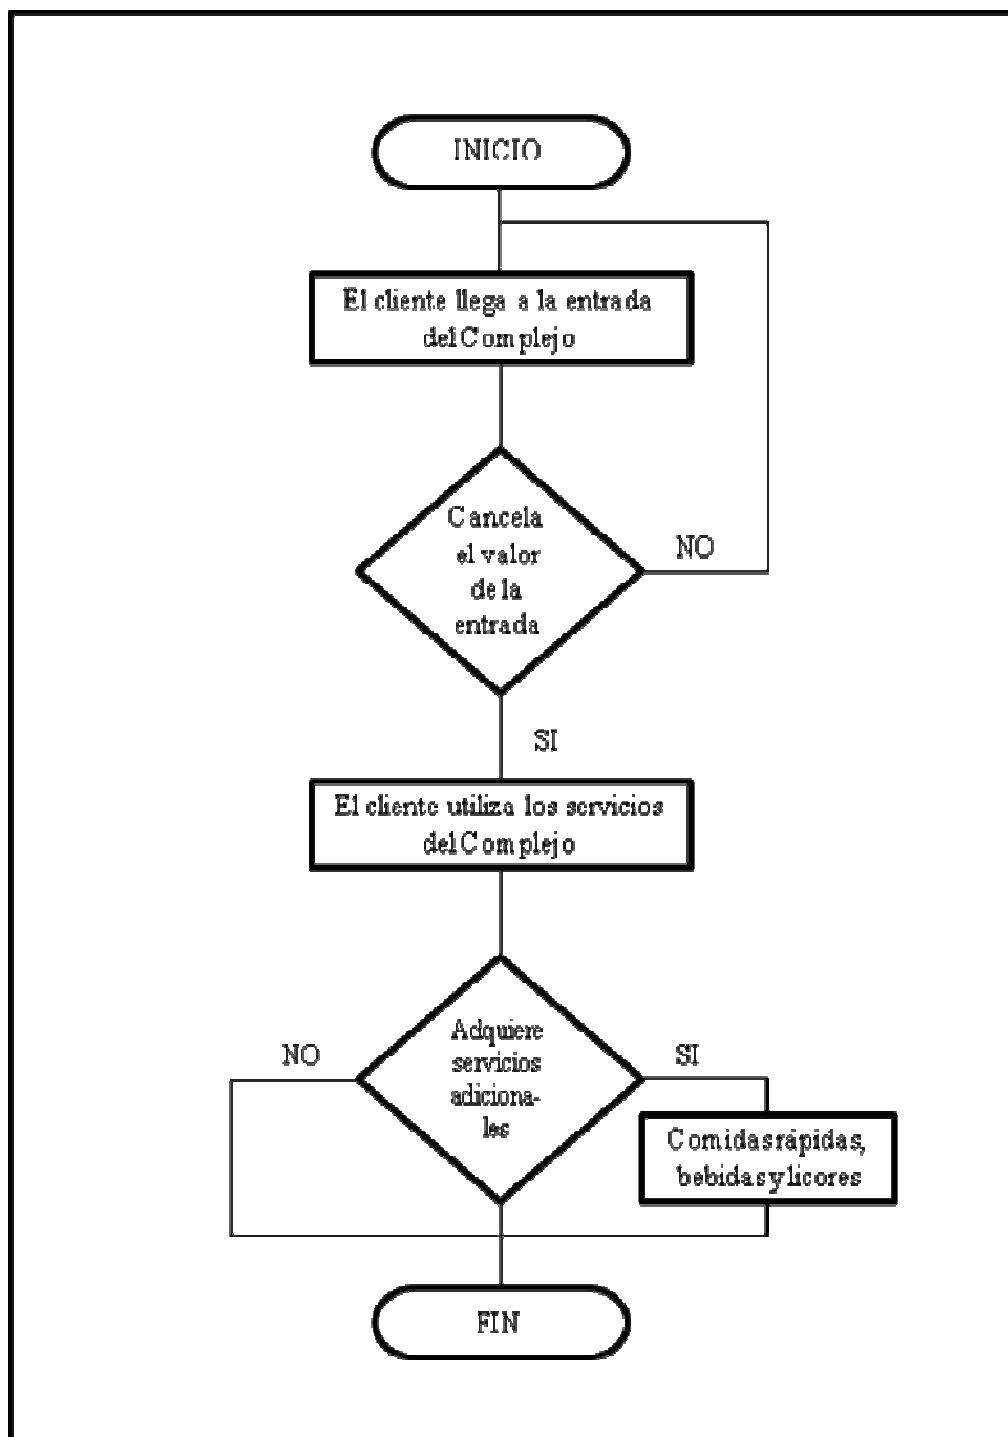 INICIO
El cliente llega a la entrada
del Complejo
Cancela
el valor
de la
entrada
NO
SI
El cliente utiliza los servicios
del Complejo
NO
Adquiere
servicios
adiciona-
les
SI
Comidas rápidas,
bebidas y licores
FIN